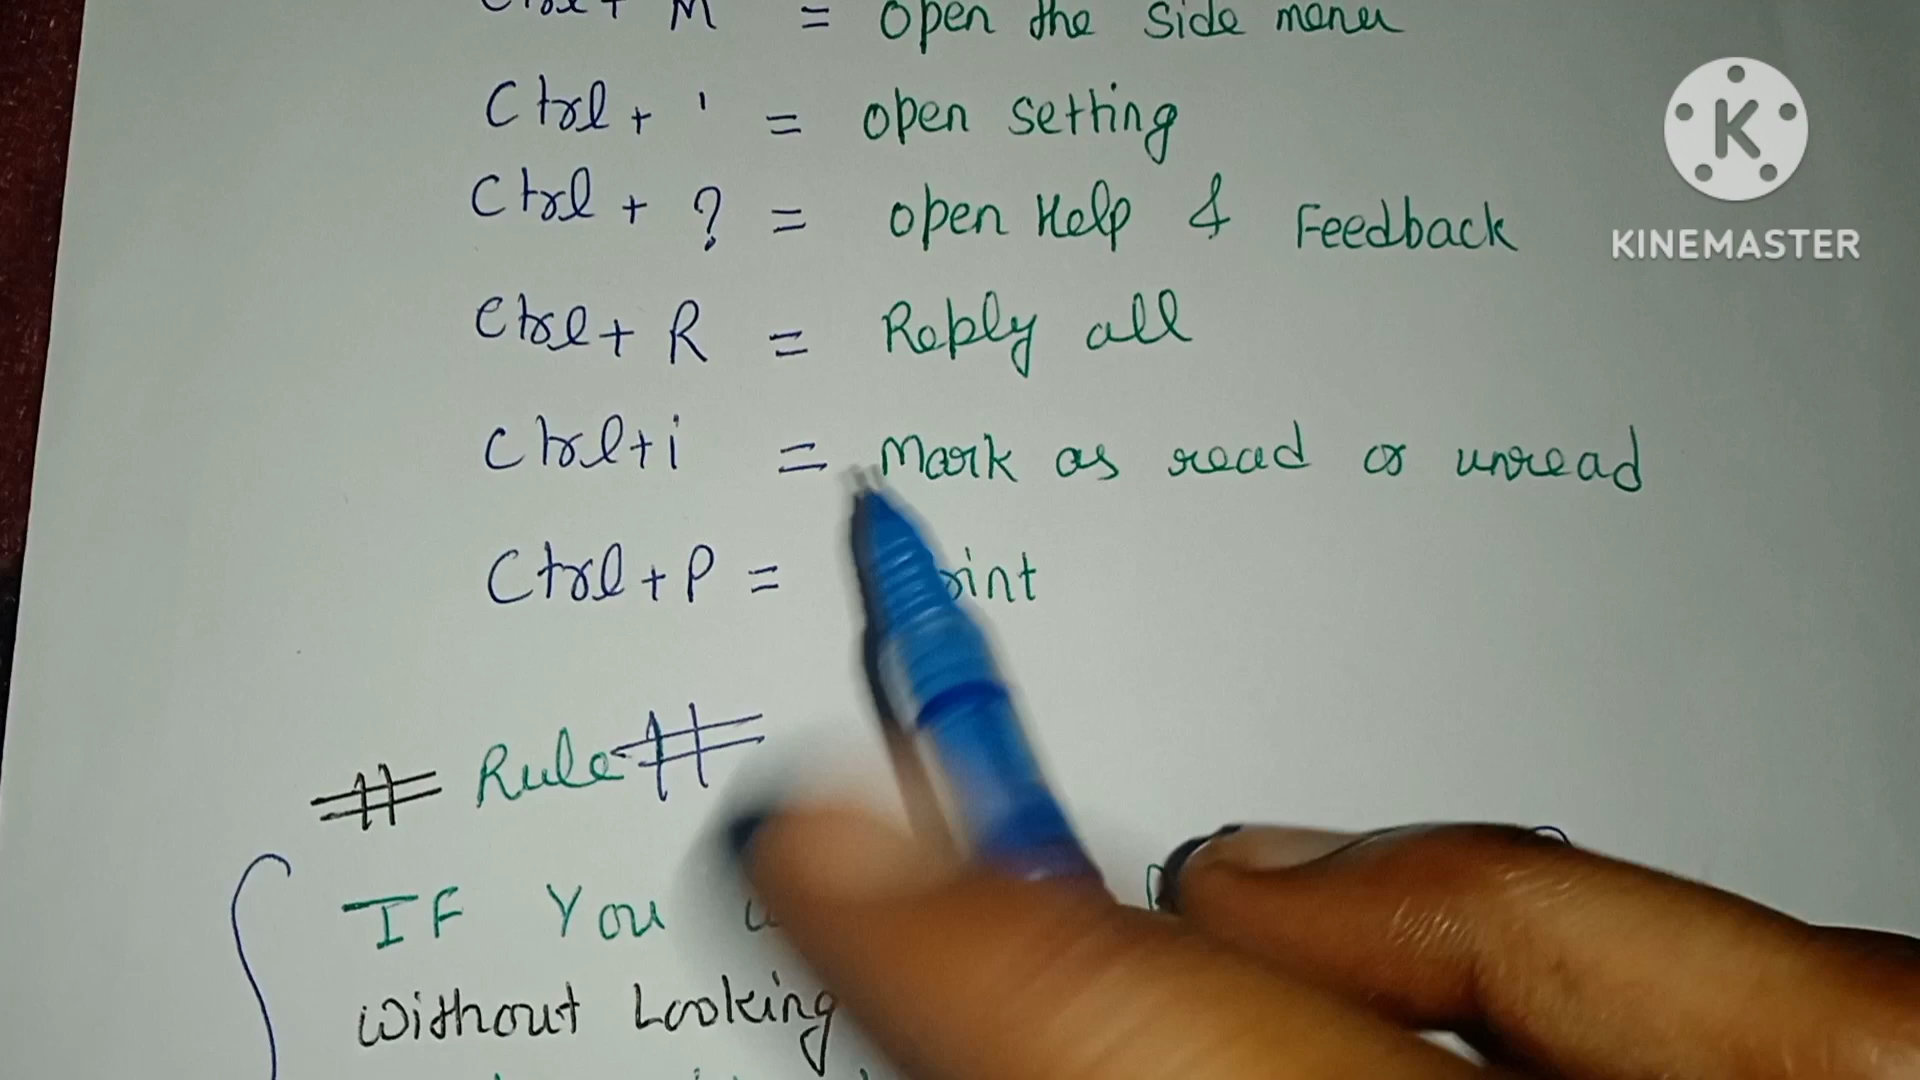 Ctrl + M = Open the Side menu
Ctrl + ' = open setting
Ctrl + ? = open Help & Feedback
Ctrl + R = Reply all
Ctrl + i = Mark as read or unread
Ctrl + P =
# Rule #
IF You
Without Looking
K
KINEMASTER